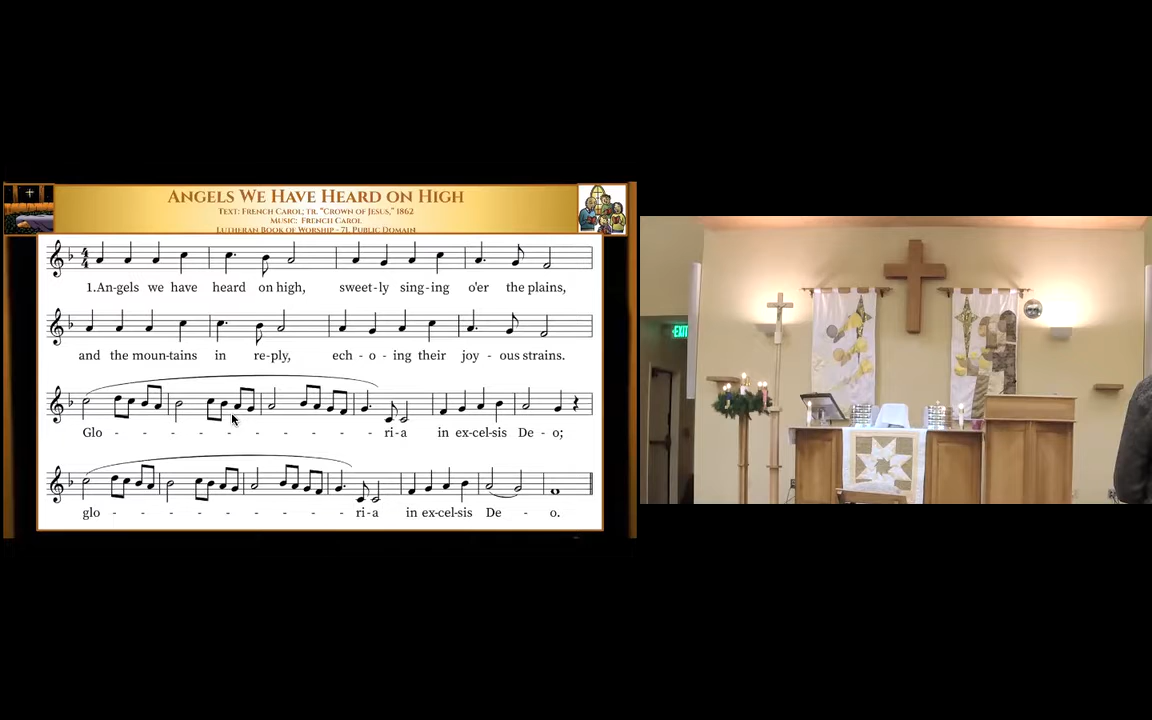 Angels We Have Heard on High
Text: French Carol; tr. "Crown of Jesus," 1862
Music: French Carol
Lutheran Book of Worship - 71, Public Domain
1.An-gels we have heard on high, sweet-ly sing-ing o'er the plains,
and the moun-tains in re-ply, ech - o - ing their joy - ous strains.
Glo - - - - - - - - - - ri-a in ex-cel-sis De - o;
glo - - - - - - - - - - ri-a in ex-cel-sis De - o.
EXIT